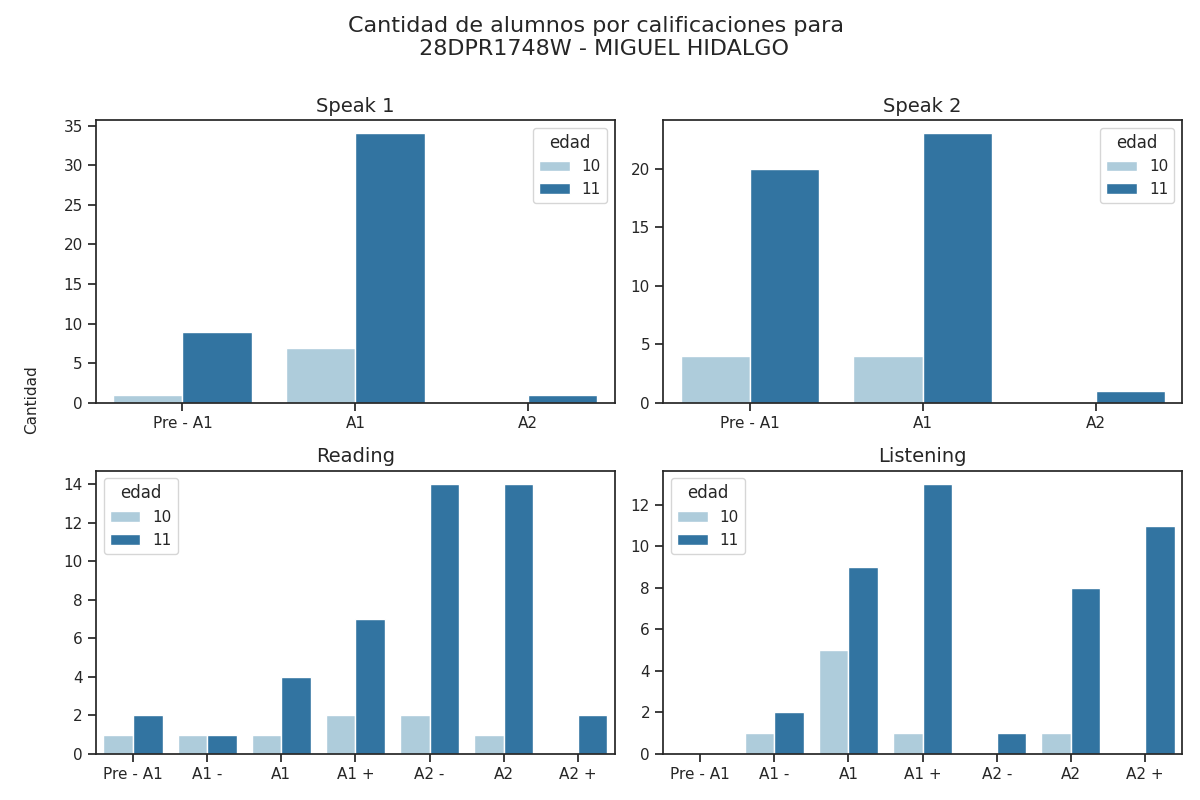 Cantidad de alumnos por calificaciones para
28DPR1748W - MIGUEL HIDALGO
Speak 1
35
30
25
20
15
10
5
0
edad
10
11
Pre - A1 A1 A2
Speak 2
20
15
10
5
0
edad
10
11
Pre - A1 A1 A2
Cantidad
Reading
14
12
10
8
6
4
2
0
edad
10
11
Pre - A1 A1 - A1 A1 + A2 - A2 A2 +
Listening
12
10
8
6
4
2
0
edad
10
11
Pre - A1 A1 - A1 A1 + A2 - A2 A2 +